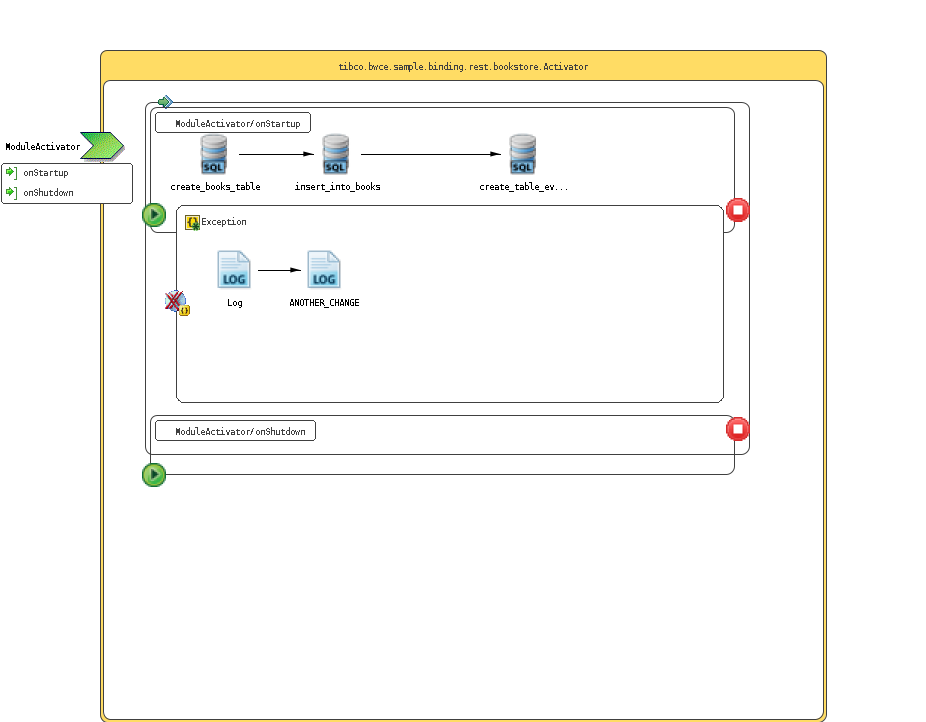 tibco.bwce.sample.binding.rest.bookstore.Activator
ModuleActivator
onStartup
onShutdown
ModuleActivator/onStartup
SQL
SQL
SQL
create_books_table
insert_into_books
create_table_ev...
{} Exception
LOG
LOG
Log
ANOTHER_CHANGE
{}
ModuleActivator/onShutdown